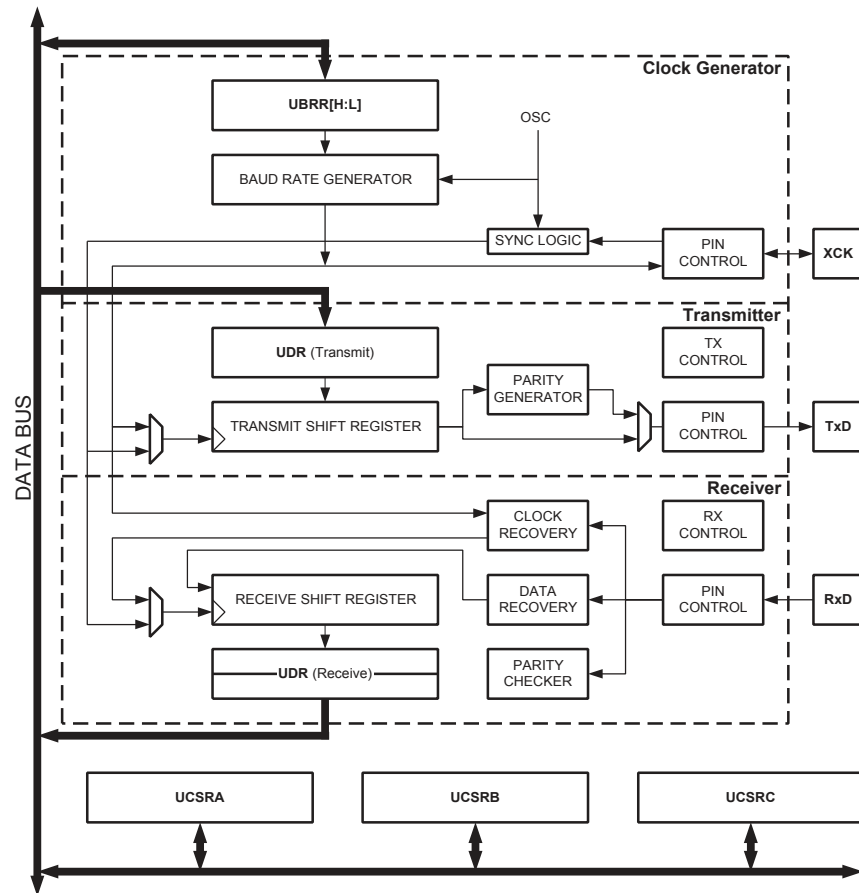 Clock Generator
UBRR[H:L]
OSC
BAUD RATE GENERATOR
SYNC LOGIC
PIN
CONTROL
XCK
Transmitter
UDR (Transmit)
TX
CONTROL
PARITY
GENERATOR
TRANSMIT SHIFT REGISTER
PIN
CONTROL
TxD
DATA BUS
Receiver
CLOCK
RECOVERY
RX
CONTROL
RECEIVE SHIFT REGISTER
DATA
RECOVERY
PIN
CONTROL
RxD
UDR (Receive)
PARITY
CHECKER
UCSRA
UCSRB
UCSRC